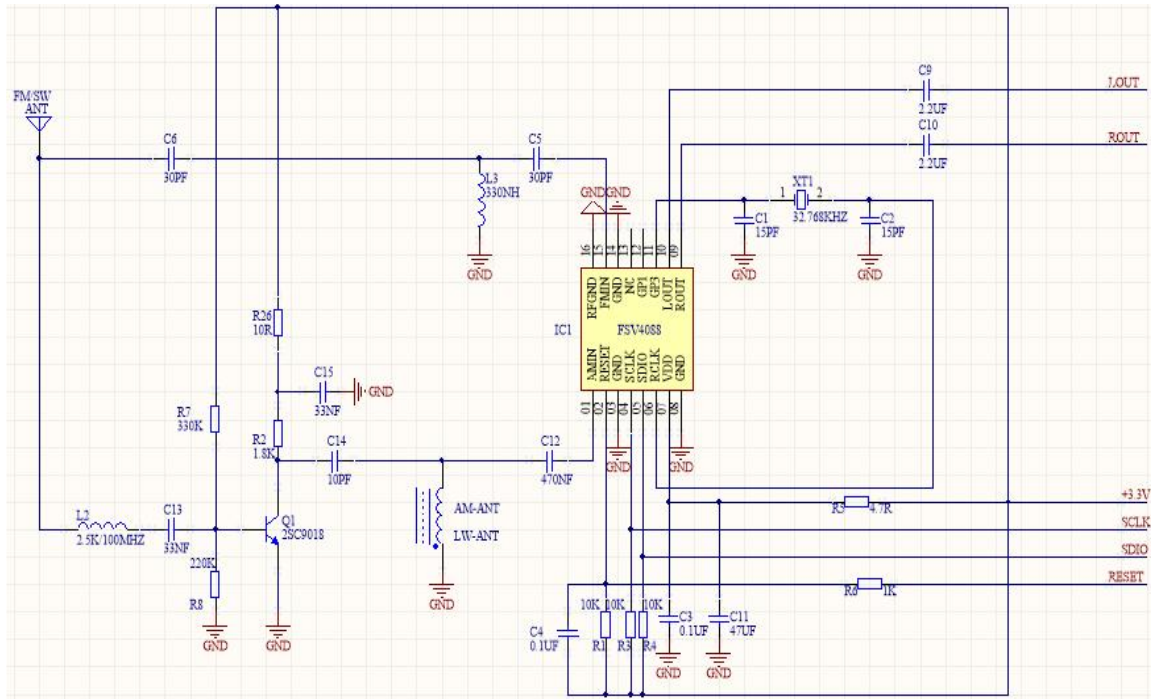 FM/SW
ANT
C6
30PF
C5
30PF
L3
330NH
C9
2.2UF
LOUT
C10
2.2UF
ROUT
GND
GND
XT1
1
2
32.768KHZ
C1
15PF
C2
15PF
GND
GND
GND
16
15
14
13
12
11
10
09
RFGND
FMIN
GND
NC
GP1
GP3
LOUT
ROUT
IC1
FSV4088
AMIN
RESET
GND
SCLK
SDIO
RCLK
VDD
GND
01
02
03
04
05
06
07
08
GND
GND
R26
10R
C15
33NF
GND
R7
330K
R2
1.8K
C14
10PF
C12
470NF
AM-ANT
LW-ANT
GND
L2
2.5K/100MHZ
C13
33NF
Q1
2SC9018
220K
R8
GND
GND
R5
4.7R
+3.3V
SCLK
SDIO
R6
1K
RESET
C4
0.1UF
10K
R1
10K
R3
10K
R4
C3
0.1UF
C11
47UF
GND
GND